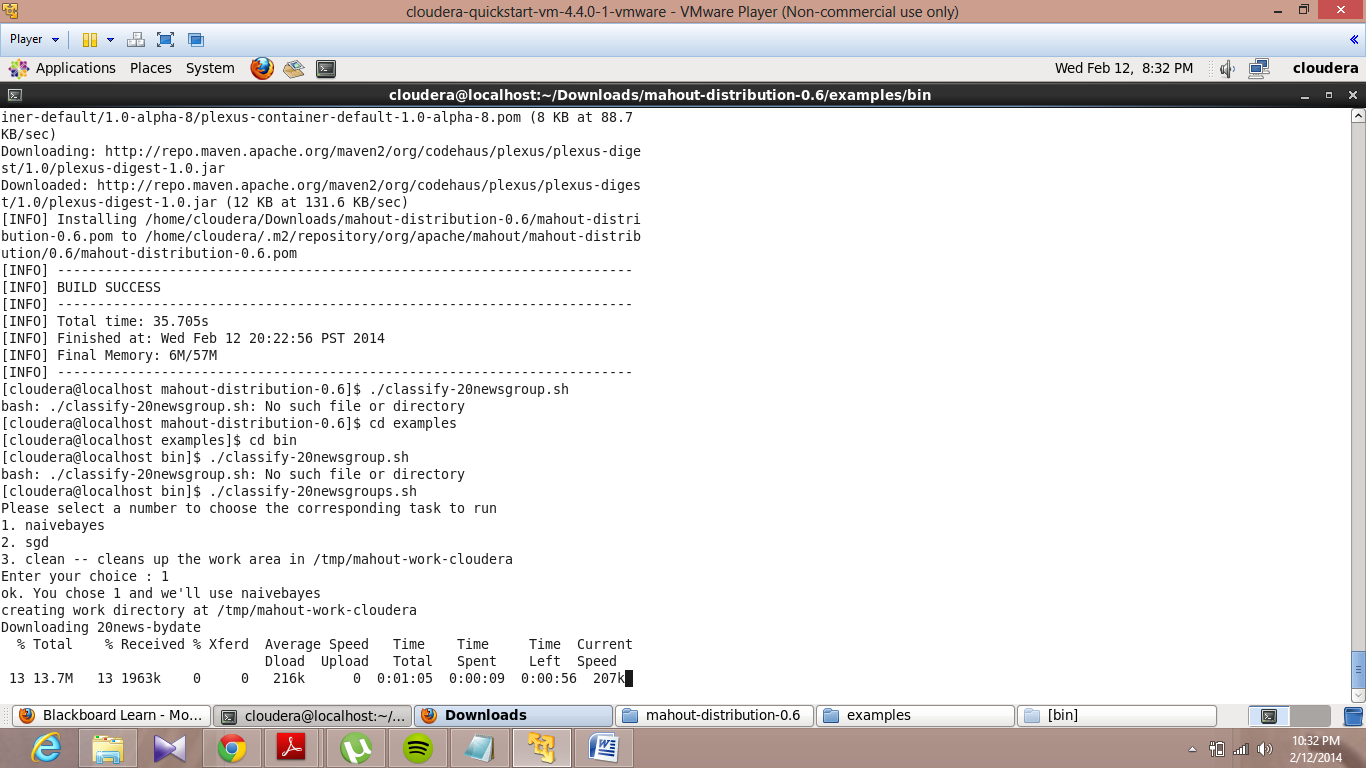 cloudera-quickstart-vm-4.4.0-1-vmware - VMware Player (Non-commercial use only)
Player
Applications Places System
Wed Feb 12, 8:32 PM
cloudera
cloudera@localhost:~/Downloads/mahout-distribution-0.6/examples/bin
iner-default/1.0-alpha-8/plexus-container-default-1.0-alpha-8.pom (8 KB at 88.7
KB/sec)
Downloading: http://repo.maven.apache.org/maven2/org/codehaus/plexus/plexus-dige
st/1.0/plexus-digest-1.0.jar
Downloaded: http://repo.maven.apache.org/maven2/org/codehaus/plexus/plexus-diges
t/1.0/plexus-digest-1.0.jar (12 KB at 131.6 KB/sec)
[INFO] Installing /home/cloudera/Downloads/mahout-distribution-0.6/mahout-distri
bution-0.6.pom to /home/cloudera/.m2/repository/org/apache/mahout/mahout-distrib
ution/0.6/mahout-distribution-0.6.pom
[INFO] ------------------------------------------------------------------------
[INFO] BUILD SUCCESS
[INFO] ------------------------------------------------------------------------
[INFO] Total time: 35.705s
[INFO] Finished at: Wed Feb 12 20:22:56 PST 2014
[INFO] Final Memory: 6M/57M
[INFO] ------------------------------------------------------------------------
[cloudera@localhost mahout-distribution-0.6]$ ./classify-20newsgroup.sh
bash: ./classify-20newsgroup.sh: No such file or directory
[cloudera@localhost mahout-distribution-0.6]$ cd examples
[cloudera@localhost examples]$ cd bin
[cloudera@localhost bin]$ ./classify-20newsgroup.sh
bash: ./classify-20newsgroup.sh: No such file or directory
[cloudera@localhost bin]$ ./classify-20newsgroups.sh
Please select a number to choose the corresponding task to run
1. naivebayes
2. sgd
3. clean -- cleans up the work area in /tmp/mahout-work-cloudera
Enter your choice : 1
ok. You chose 1 and we'll use naivebayes
creating work directory at /tmp/mahout-work-cloudera
Downloading 20news-bydate
% Total % Received % Xferd Average Speed Time Time Time Current
Dload Upload Total Spent Left Speed
13 13.7M 13 1963k 0 0 216k 0 0:01:05 0:00:09 0:00:56 207k
Blackboard Learn - Mo...
cloudera@localhost:~/...
Downloads
mahout-distribution-0.6
examples
[bin]
10:32 PM
2/12/2014